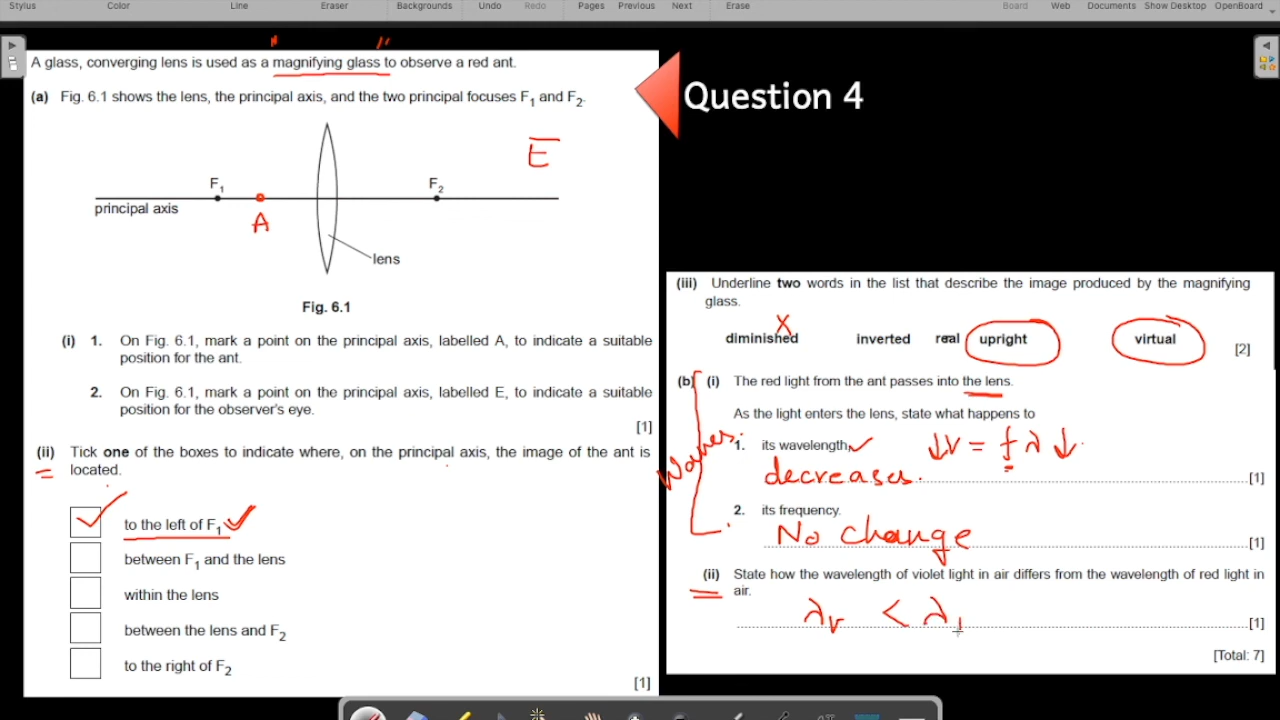 Stylus Color Line Eraser Backgrounds Undo Redo Pages Previous Next Erase Board Web Documents Show Desktop OpenBoard
A glass, converging lens is used as a magnifying glass to observe a red ant.
(a) Fig. 6.1 shows the lens, the principal axis, and the two principal focuses F1 and F2.
E
F1
F2
principal axis
A
lens
Fig. 6.1
(i) 1. On Fig. 6.1, mark a point on the principal axis, labelled A, to indicate a suitable
position for the ant.
2. On Fig. 6.1, mark a point on the principal axis, labelled E, to indicate a suitable
position for the observer's eye.
[1]
(ii) Tick one of the boxes to indicate where, on the principal axis, the image of the ant is
located.
to the left of F1
between F1 and the lens
within the lens
between the lens and F2
to the right of F2
[1]
Question 4
(iii) Underline two words in the list that describe the image produced by the magnifying
glass.
diminished inverted real upright virtual
[2]
(b) (i) The red light from the ant passes into the lens.
As the light enters the lens, state what happens to
Waves
1. its wavelength,
↓v = f λ ↓
decreases. [1]
2. its frequency.
No change [1]
(ii) State how the wavelength of violet light in air differs from the wavelength of red light in
air.
λv < λ [1]
[Total: 7]